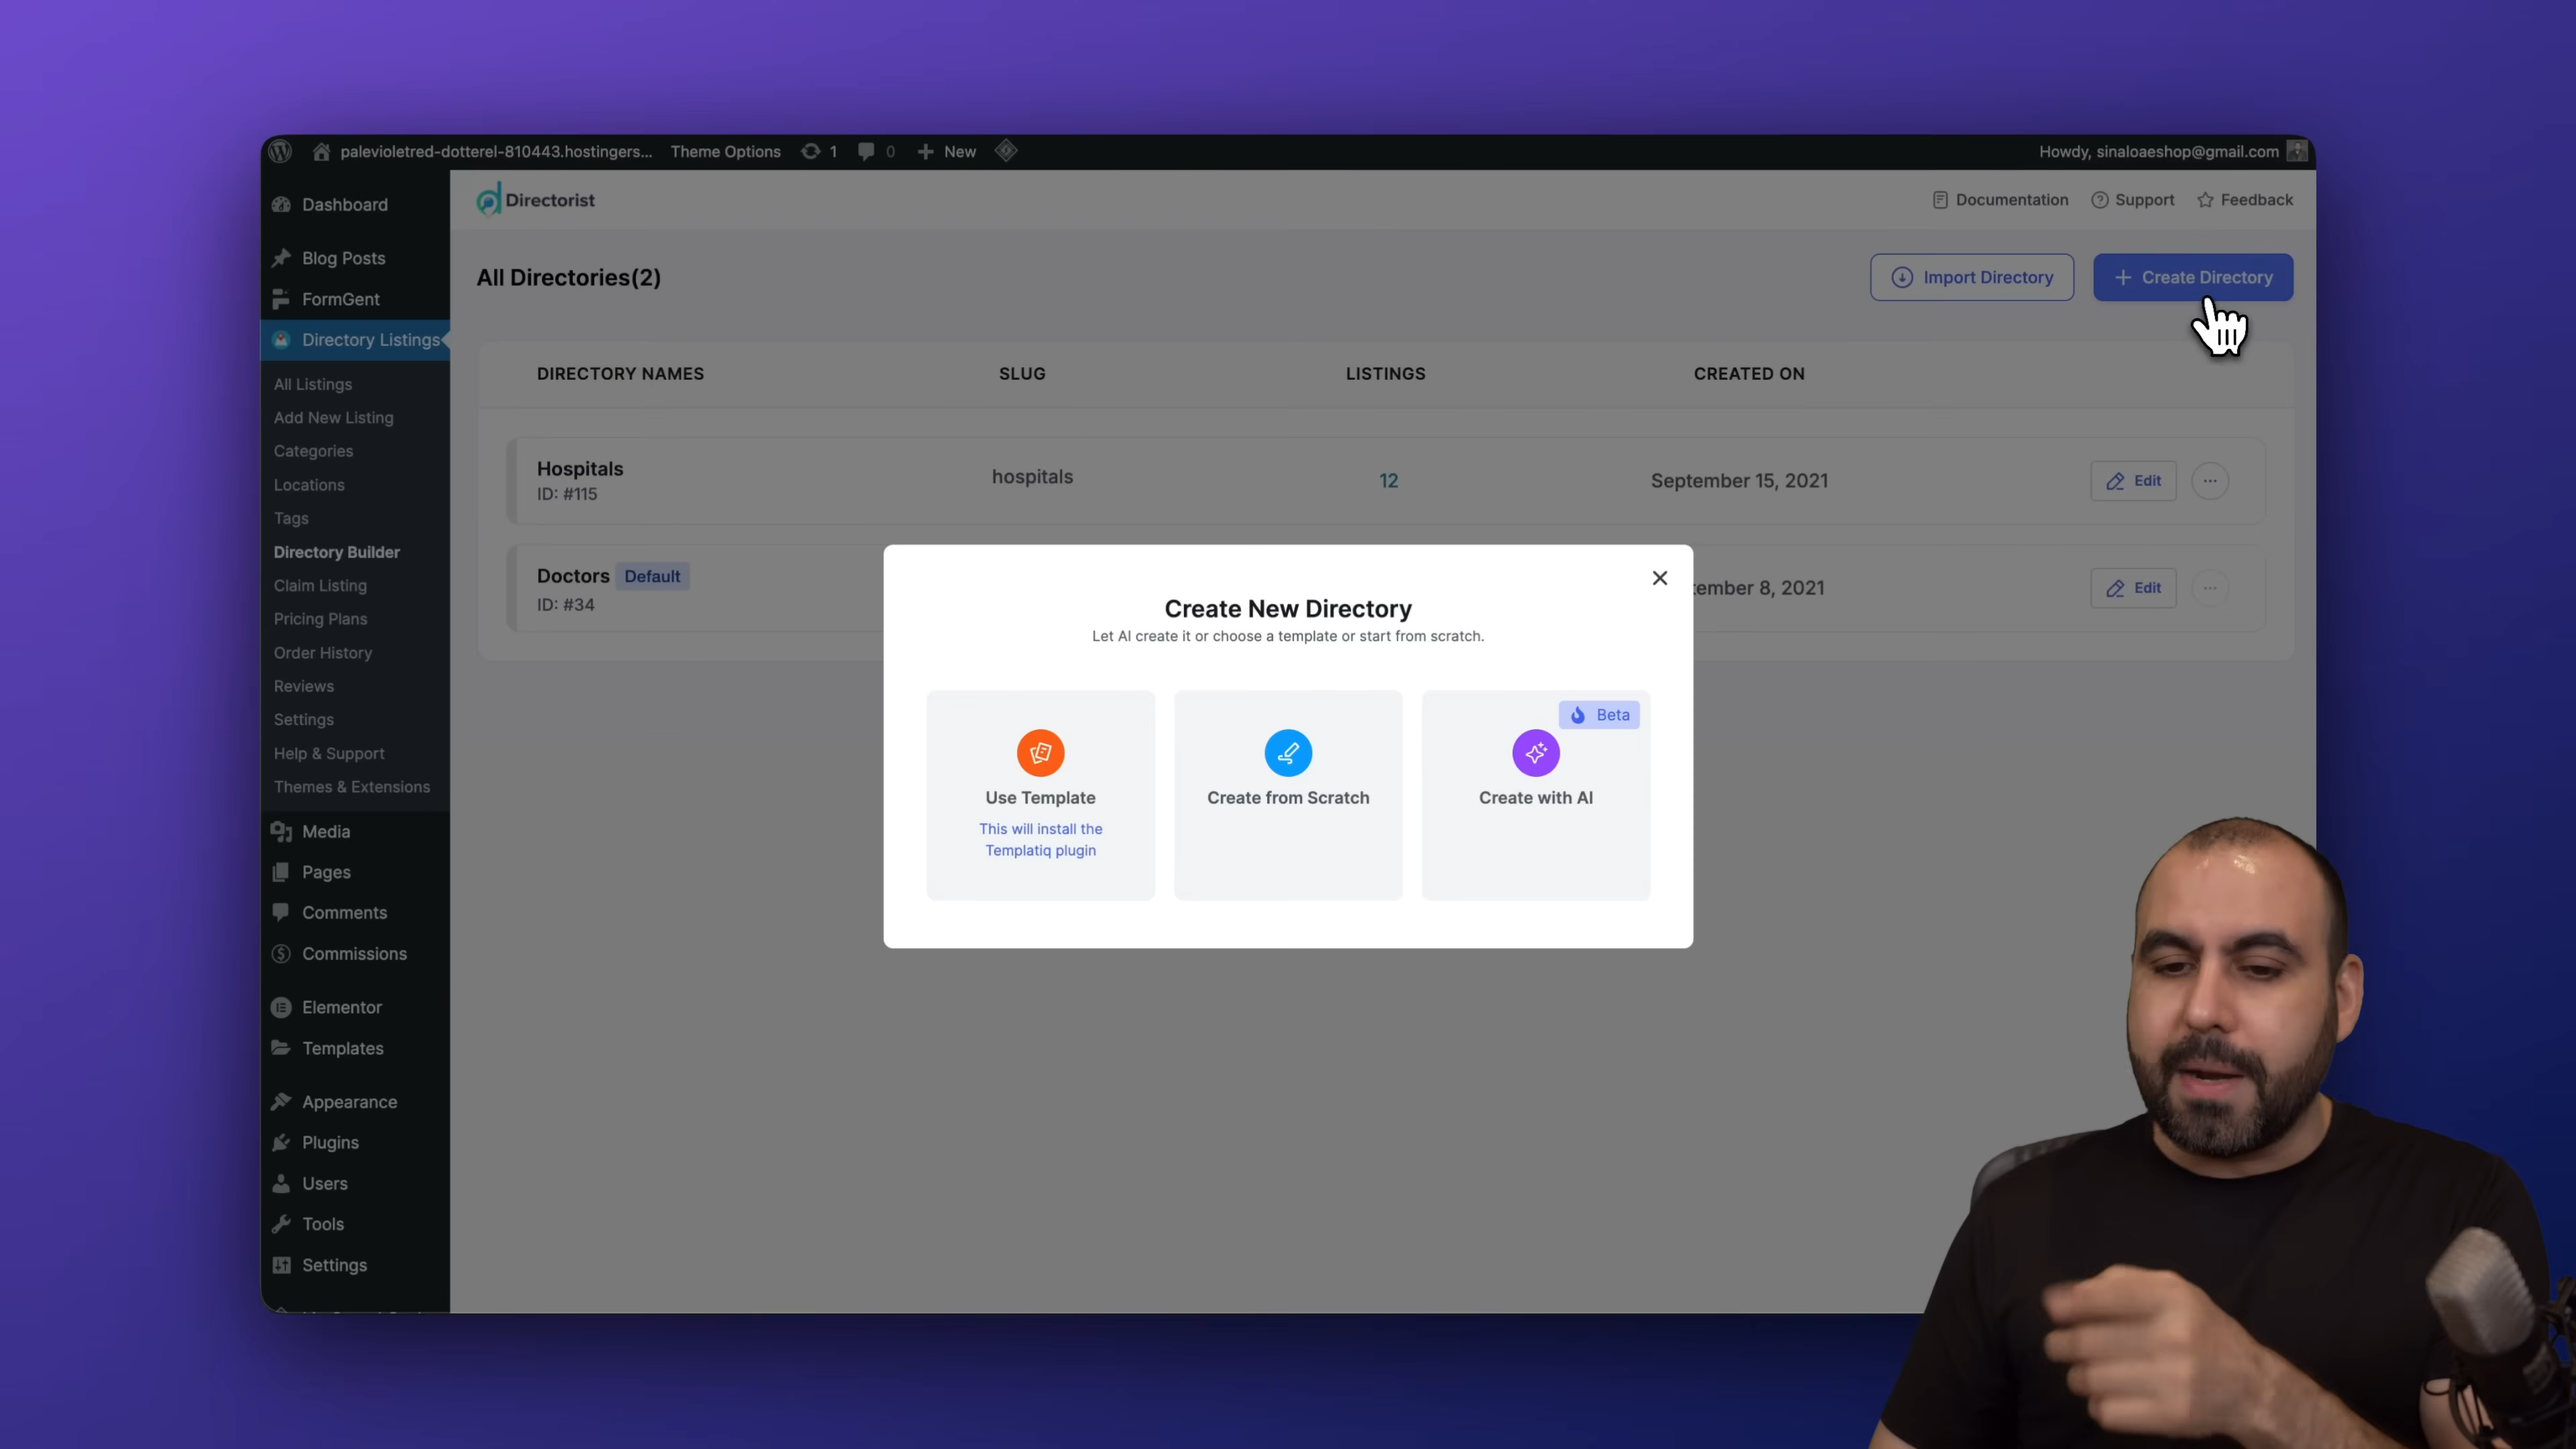 palevioletred-dotterel-810443.hostingers... Theme Options 1 0 New Howdy, sinaloaeshop@gmail.com
Dashboard
Blog Posts
FormGent
Directory Listings
All Listings
Add New Listing
Categories
Locations
Tags
Directory Builder
Claim Listing
Pricing Plans
Order History
Reviews
Settings
Help & Support
Themes & Extensions
Media
Pages
Comments
Commissions
Elementor
Templates
Appearance
Plugins
Users
Tools
Settings
Directorist Documentation Support Feedback
All Directories(2) Import Directory + Create Directory
DIRECTORY NAMES SLUG LISTINGS CREATED ON
Hospitals hospitals 12 September 15, 2021 Edit ...
ID: #115
Doctors Default tember 8, 2021 Edit ...
ID: #34
Create New Directory
Let AI create it or choose a template or start from scratch.
Use Template
This will install the
Templatiq plugin
Create from Scratch
Beta
Create with AI